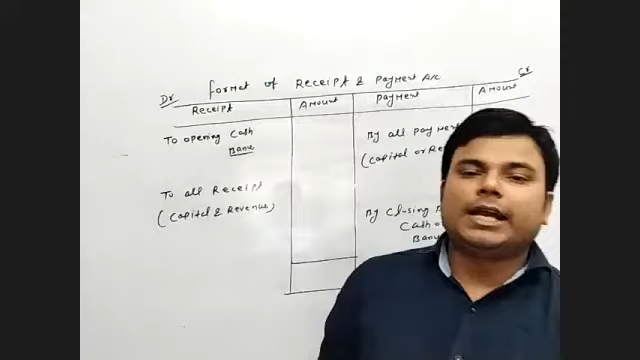 Format of Receipt & Payment A/c
Dr Cr
Receipt Amount Payment Amount
To opening Cash
Bank
By all Payment
(Capital or
To all Receipt
(Capital & Revenue)
By Closing
Cash
Bank